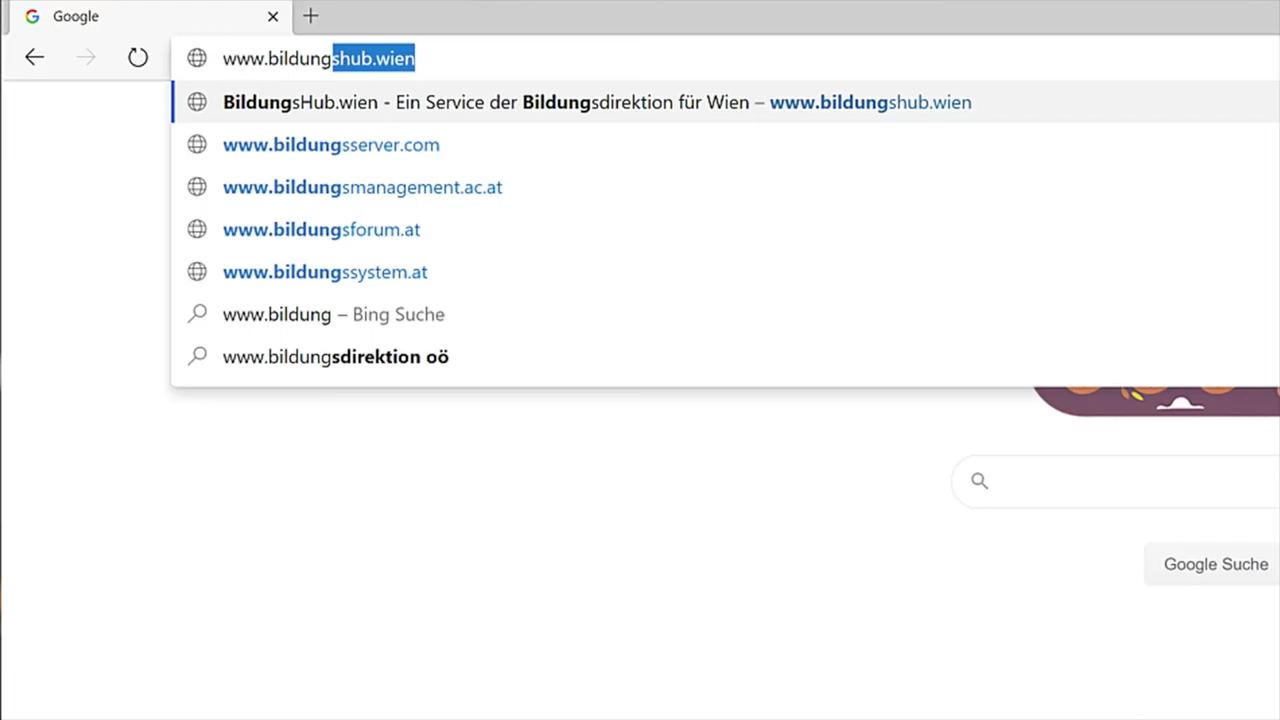 Google
www.bildungshub.wien
BildungsHub.wien - Ein Service der Bildungsdirektion für Wien – www.bildungshub.wien
www.bildungsserver.com
www.bildungsmanagement.ac.at
www.bildungsforum.at
www.bildungssystem.at
www.bildung – Bing Suche
www.bildungsdirektion oö
Google Suche